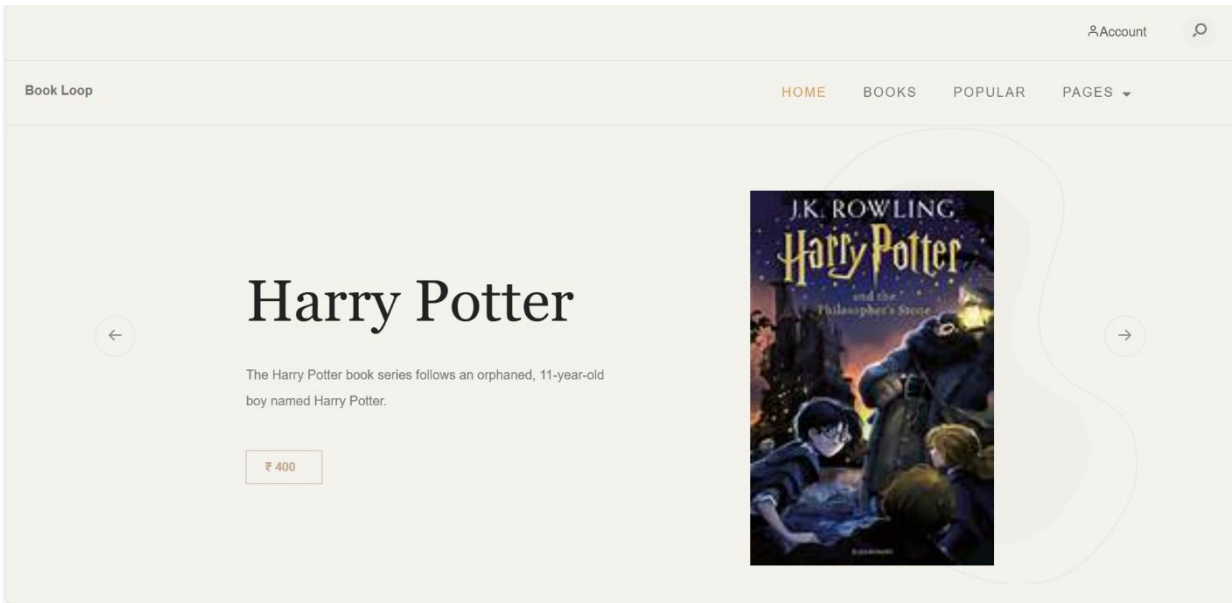 Account
Book Loop
HOME BOOKS POPULAR PAGES
Harry Potter
The Harry Potter book series follows an orphaned, 11-year-old
boy named Harry Potter.
₹ 400
J.K. ROWLING
Harry Potter
and the
Philosopher's Stone
BLOOMSBURY